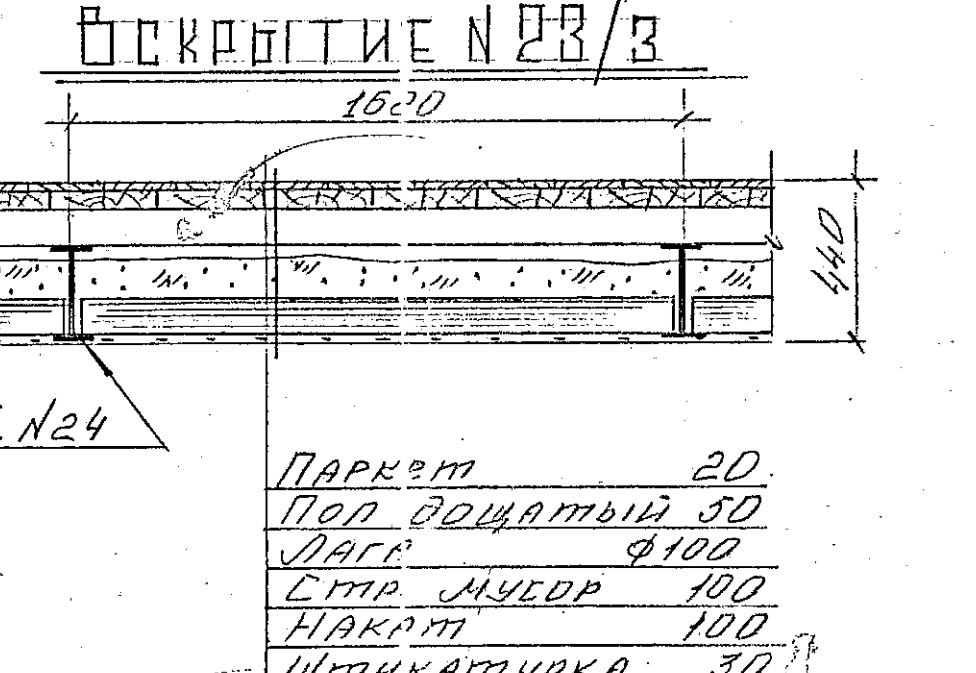 Вскрытие N 23/3
1620
440
N24
Паркет 20
Пол дощатый 50
Лага ф100
Стр. мусор 100
Накат 100
Штукатурка 30